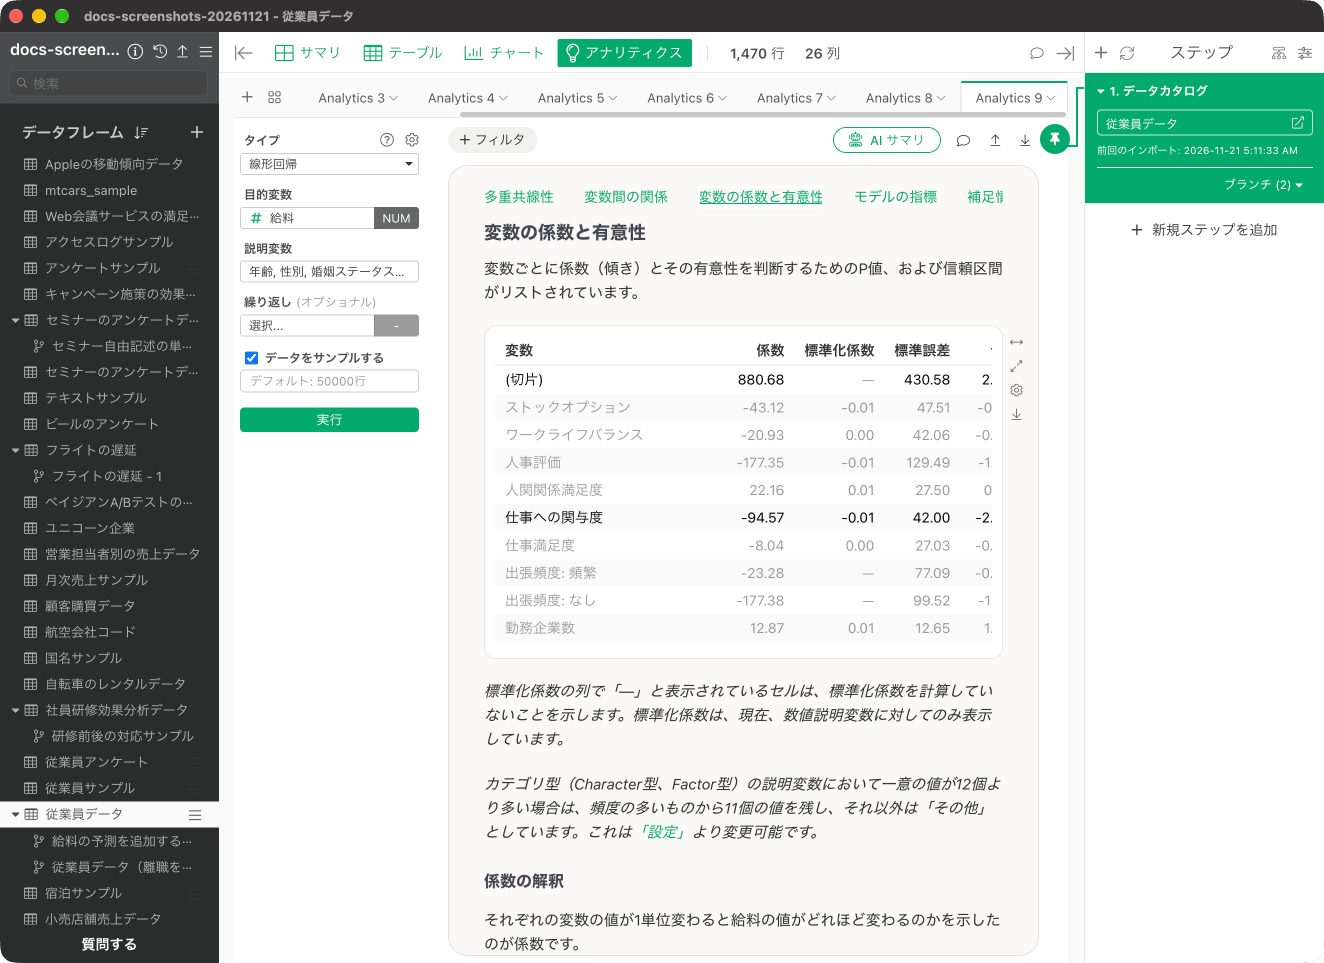 docs-screenshots-20261121 - 従業員データ
docs-screen...
検索
データフレーム
Appleの移動傾向データ
mtcars_sample
Web会議サービスの満足…
アクセスログサンプル
アンケートサンプル
キャンペーン施策の効果…
セミナーのアンケートデ…
セミナー自由記述の単…
セミナーのアンケートデ…
テキストサンプル
ビールのアンケート
フライトの遅延
フライトの遅延 - 1
ベイジアンA/Bテストの…
ユニコーン企業
営業担当者別の売上データ
月次売上サンプル
顧客購買データ
航空会社コード
国名サンプル
自転車のレンタルデータ
社員研修効果分析データ
研修前後の対応サンプル
従業員アンケート
従業員サンプル
従業員データ
給料の予測を追加する…
従業員データ（離職を…
宿泊サンプル
小売店舗売上データ
質問する
サマリ テーブル チャート アナリティクス 1,470 行 26 列
Analytics 3 Analytics 4 Analytics 5 Analytics 6 Analytics 7 Analytics 8 Analytics 9
タイプ
線形回帰
目的変数
# 給料 NUM
説明変数
年齢, 性別, 婚姻ステータス...
繰り返し (オプショナル)
選択... -
データをサンプルする
デフォルト: 50000行
実行
+ フィルタ AI サマリ
多重共線性 変数間の関係 変数の係数と有意性 モデルの指標 補足情
変数の係数と有意性
変数ごとに係数（傾き）とその有意性を判断するためのP値、および信頼区間
がリストされています。
変数 係数 標準化係数 標準誤差
(切片) 880.68 — 430.58 2.
ストックオプション -43.12 -0.01 47.51 -0
ワークライフバランス -20.93 0.00 42.06 -0.
人事評価 -177.35 -0.01 129.49 -1.
人間関係満足度 22.16 0.01 27.50 0
仕事への関与度 -94.57 -0.01 42.00 -2.
仕事満足度 -8.04 0.00 27.03 -0.
出張頻度: 頻繁 -23.28 — 77.09 -0.
出張頻度: なし -177.38 — 99.52 -1
勤務企業数 12.87 0.01 12.65 1.
標準化係数の列で「—」と表示されているセルは、標準化係数を計算してい
ないことを示します。標準化係数は、現在、数値説明変数に対してのみ表示
しています。
カテゴリ型（Character型、Factor型）の説明変数において一意の値が12個よ
り多い場合は、頻度の多いものから11個の値を残し、それ以外は「その他」
としています。これは「設定」より変更可能です。
係数の解釈
それぞれの変数の値が1単位変わると給料の値がどれほど変わるのかを示した
のが係数です。
ステップ
1. データカタログ
従業員データ
前回のインポート: 2026-11-21 5:11:33 AM
ブランチ (2)
+ 新規ステップを追加